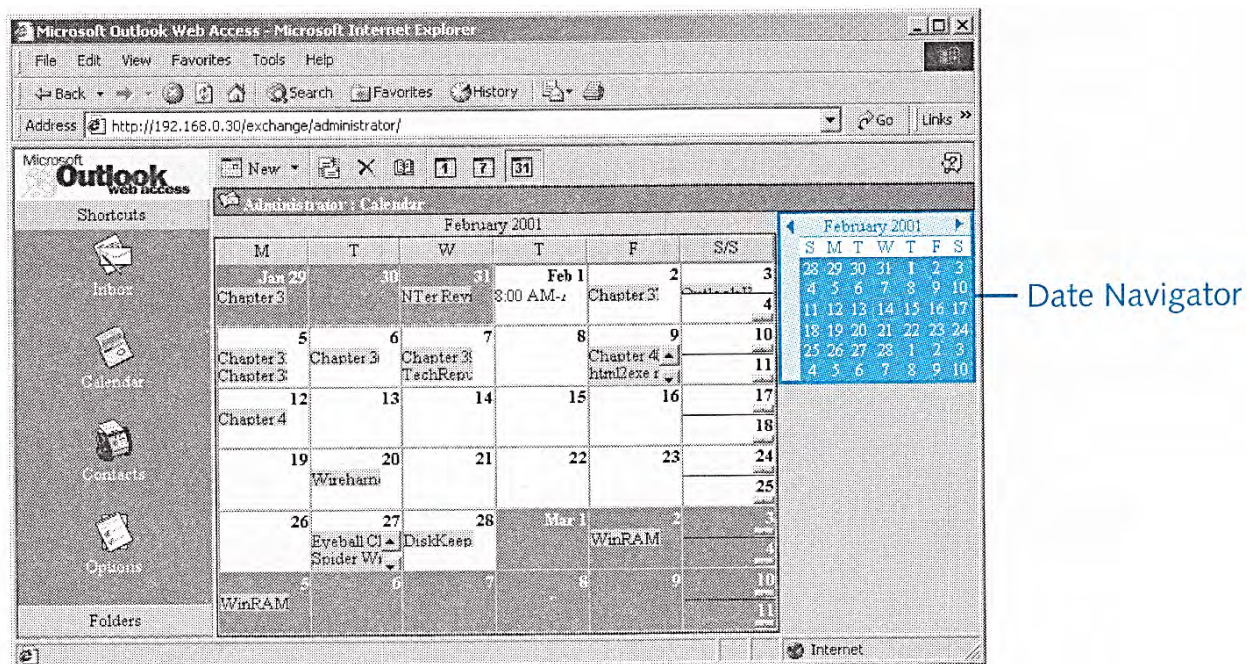 Microsoft Outlook Web Access - Microsoft Internet Explorer
File Edit View Favorites Tools Help
Back Search Favorites History
Address http://192.168.0.30/exchange/administrator/ Go Links »
Microsoft
Outlook
web access
New 1 7 31
Shortcuts
Administrator : Calendar
February 2001
M T W T F S/S
Jan 29 30 31 Feb 1 2 3
Chapter 3 NTer Revi 8:00 AM- Chapter 3
4
5 6 7 8 9 10
Chapter 3 Chapter 3 Chapter 39 Chapter 4
Chapter 3 TechRepu html2exe r
11
12 13 14 15 16 17
Chapter 4
18
19 20 21 22 23 24
Wireham
25
26 27 28 Mar 1 2 3
Eyeball Cl DiskKeep WinRAM
Spider Wi
4
5 6 7 8 9 10
WinRAM
11
Inbox
Calendar
Contacts
Options
Folders
February 2001
S M T W T F S
28 29 30 31 1 2 3
4 5 6 7 8 9 10
11 12 13 14 15 16 17
18 19 20 21 22 23 24
25 26 27 28 1 2 3
4 5 6 7 8 9 10
Date Navigator
Internet